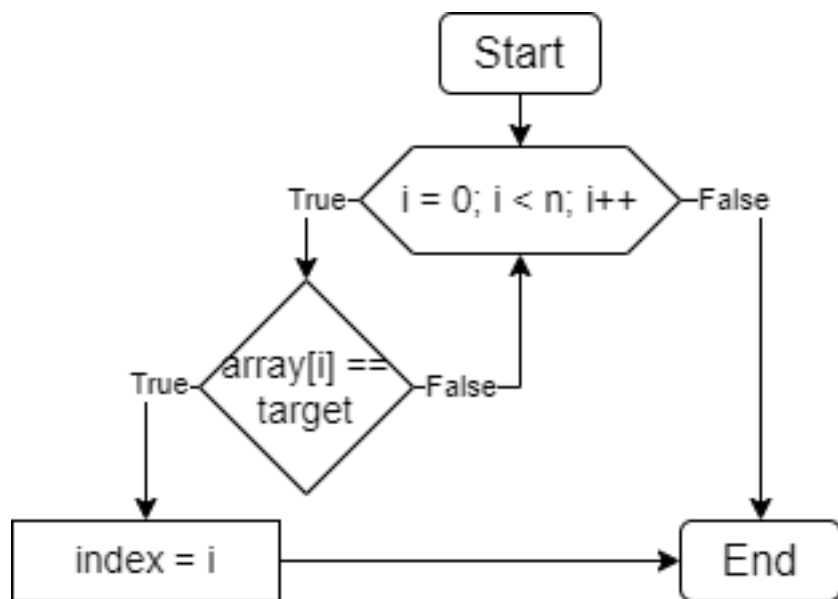 Start
True
i = 0; i < n; i++
False
array[i] ==
target
True
False
index = i
End